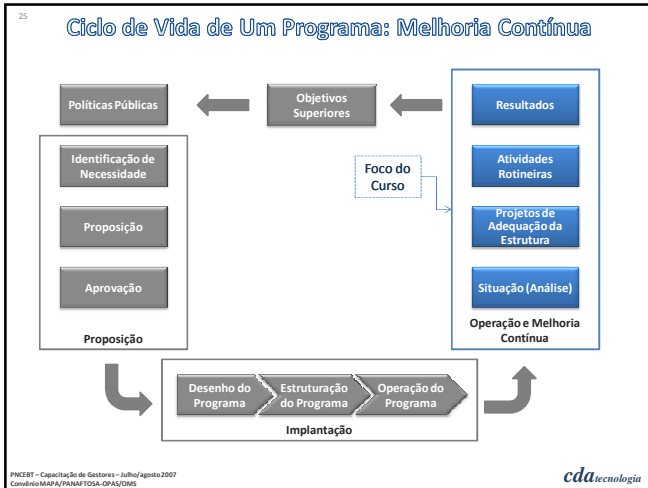 25
Ciclo de Vida de Um Programa: Melhoria Contínua
Políticas Públicas
Objetivos
Superiores
Resultados
Identificação de
Necessidade
Proposição
Aprovação
Proposição
Foco do
Curso
Atividades
Rotineiras
Projetos de
Adequação da
Estrutura
Situação (Análise)
Operação e Melhoria
Contínua
Desenho do
Programa
Estruturação
do Programa
Operação do
Programa
Implantação
PNCEBT – Capacitação de Gestores – Julho/agosto 2007
Convênio MAPA/PANAFTOSA-OPAS/OMS
cda tecnologia